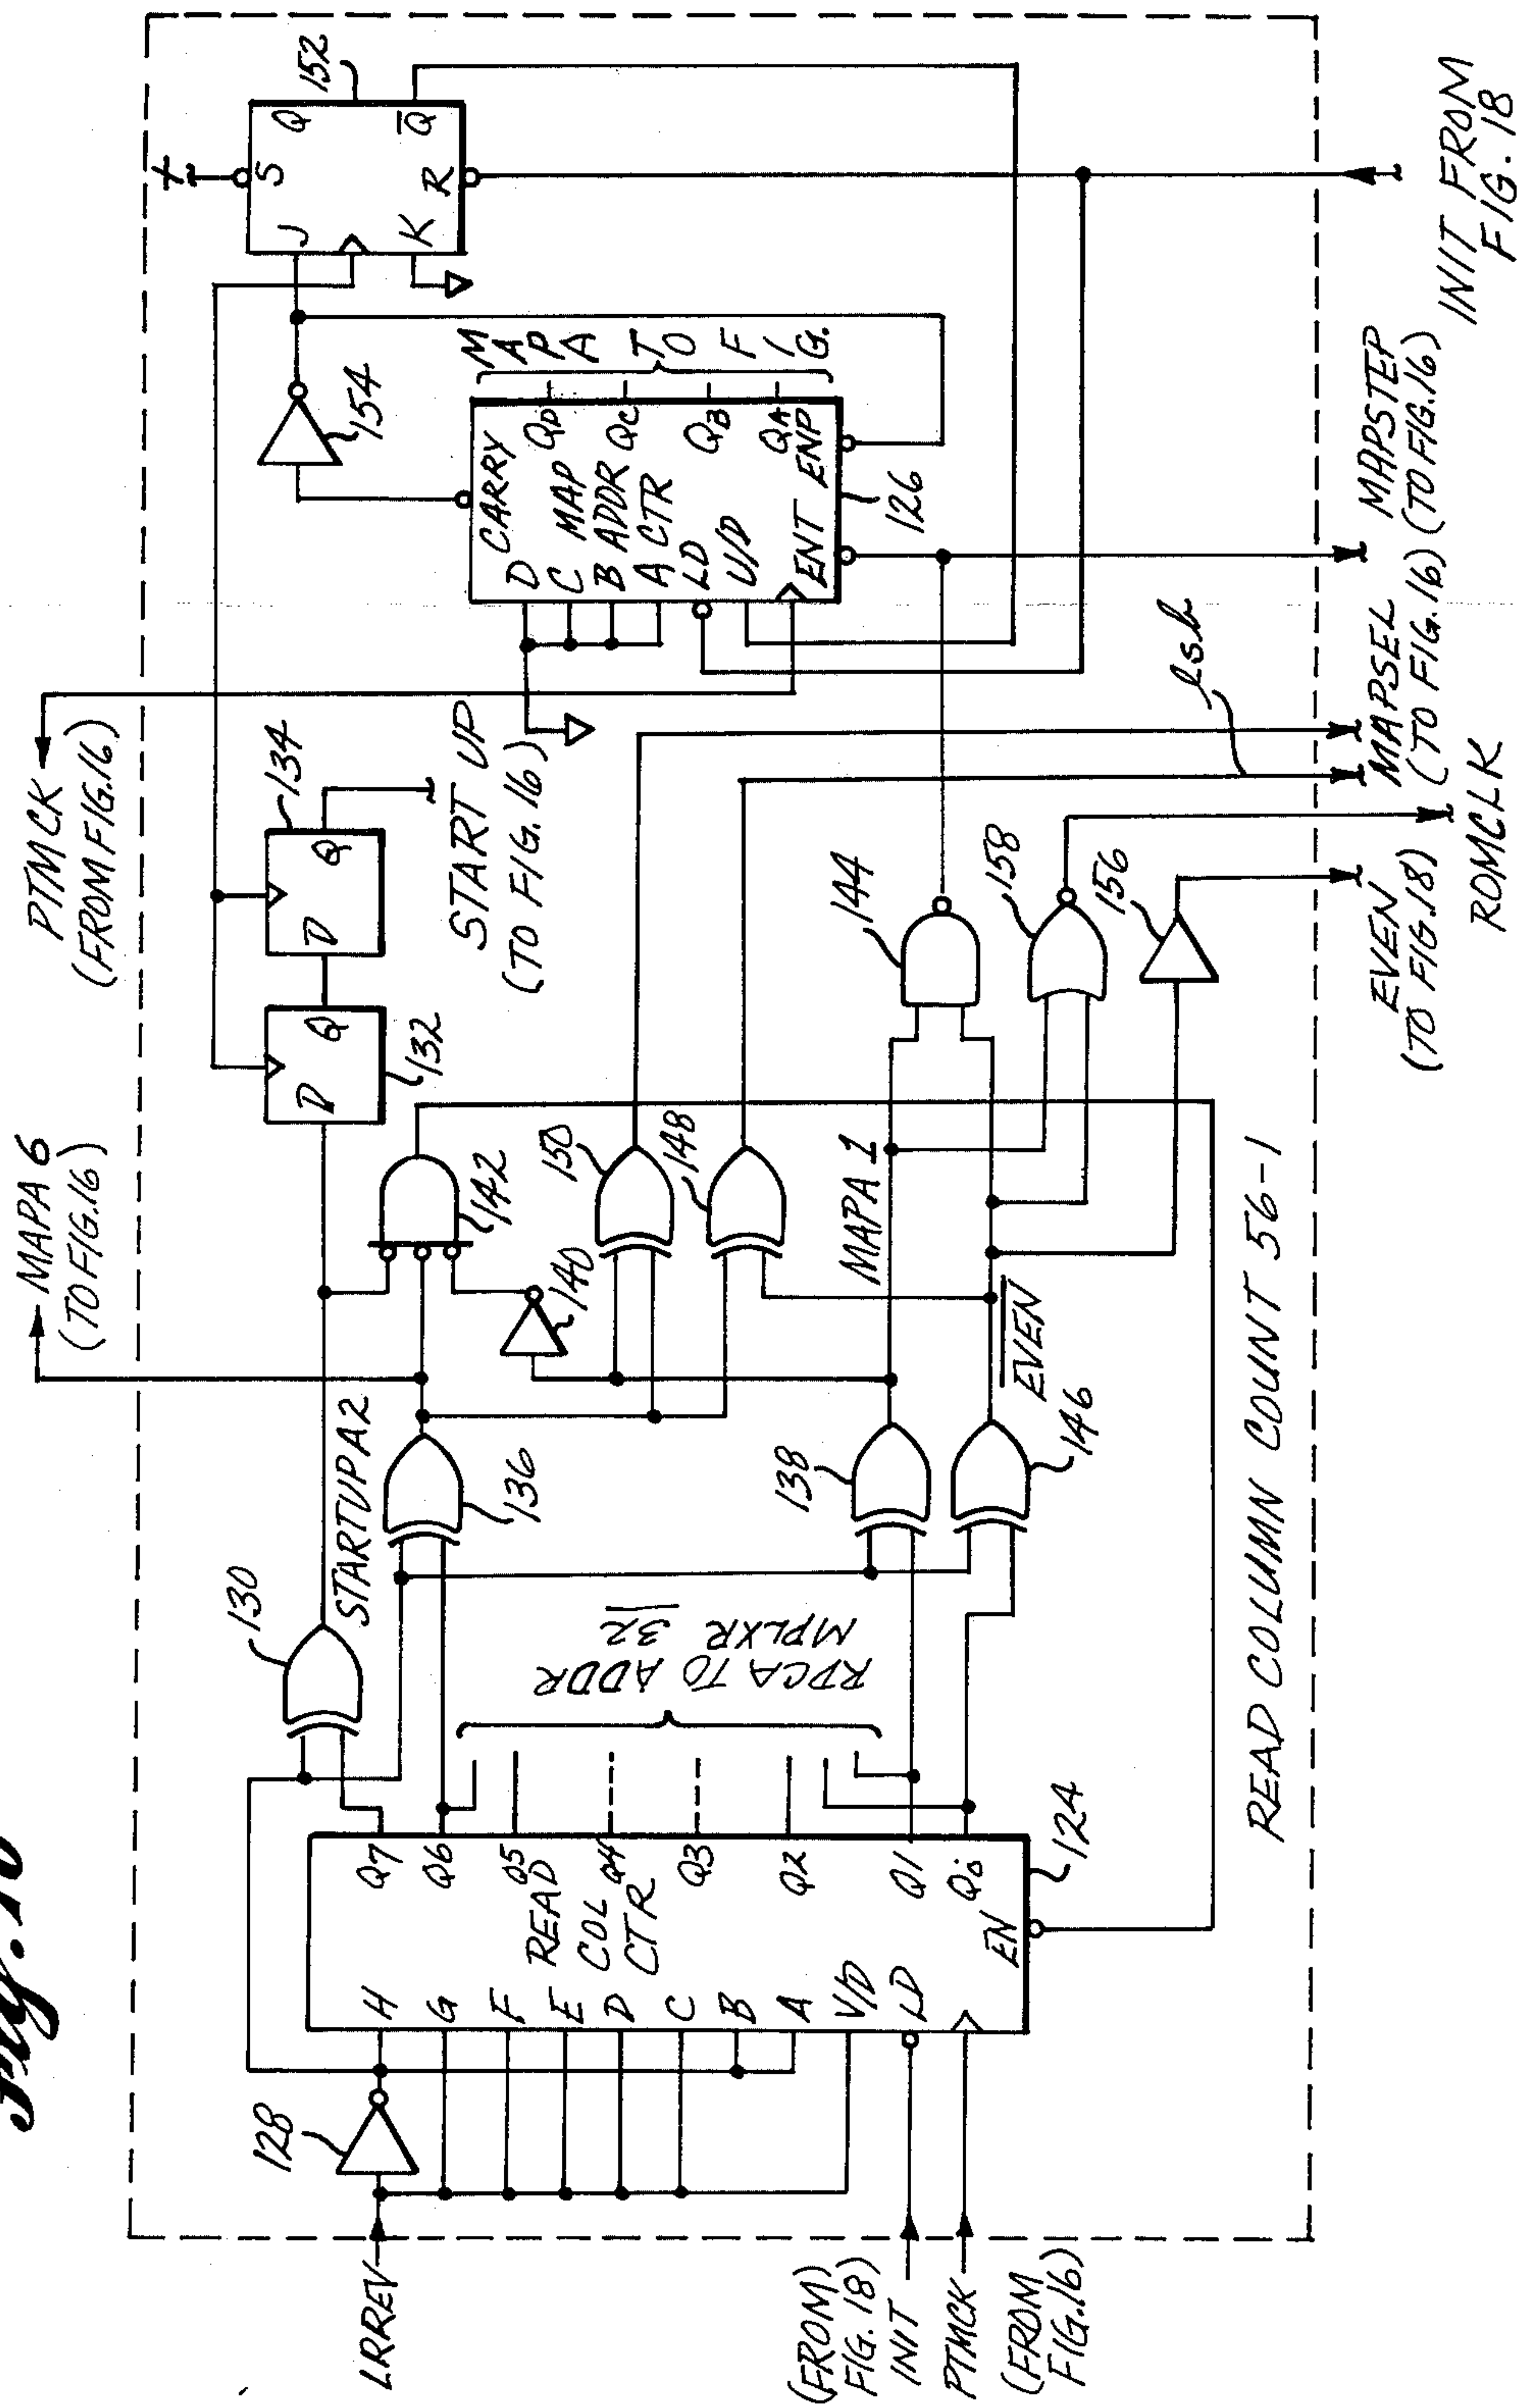 MAPA 6
(TO FIG.16)
PTMCK
(FROM FIG.16)
130
STARTUPA2
132
D
Q
134
D
Q
START UP
(TO FIG. 16)
154
152
S
J
Q
K
R
Q̅
128
LRREV
H
G
F
E
D
C
B
A
V/D
LD
Q7
Q6
Q5
READ
Q4
COL
Q3
CTR
Q2
Q1
Q0
EN
124
RDCA TO ADDR
MPLXR 32
136
142
140
150
148
138
146
MAPA 1
EVEN
144
158
156
D
C
B
A
LD
U/D
CARRY
MAP
ADDR
CTR
QD
QC
QB
QA
ENT
ENP
126
MAPA TO FIG.
lsb
(FROM)
FIG. 18)
INIT
PTMCK
(FROM
FIG.16)
READ COLUMN COUNT 56-1
EVEN
(TO FIG.18)
ROMCLK
MAPSEL
(TO FIG.16)
MAPSTEP
(TO FIG.16)
INIT FROM
FIG. 18